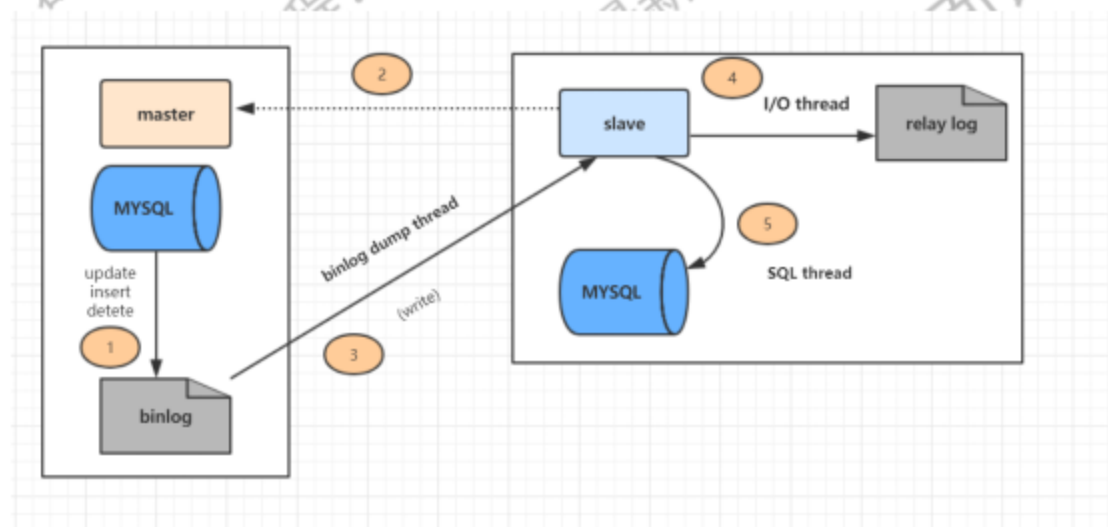 2
4
master
slave
I/O thread
relay log
MYSQL
binlog dump thread
5
update
insert
detete
SQL thread
MYSQL
(write)
1
3
binlog